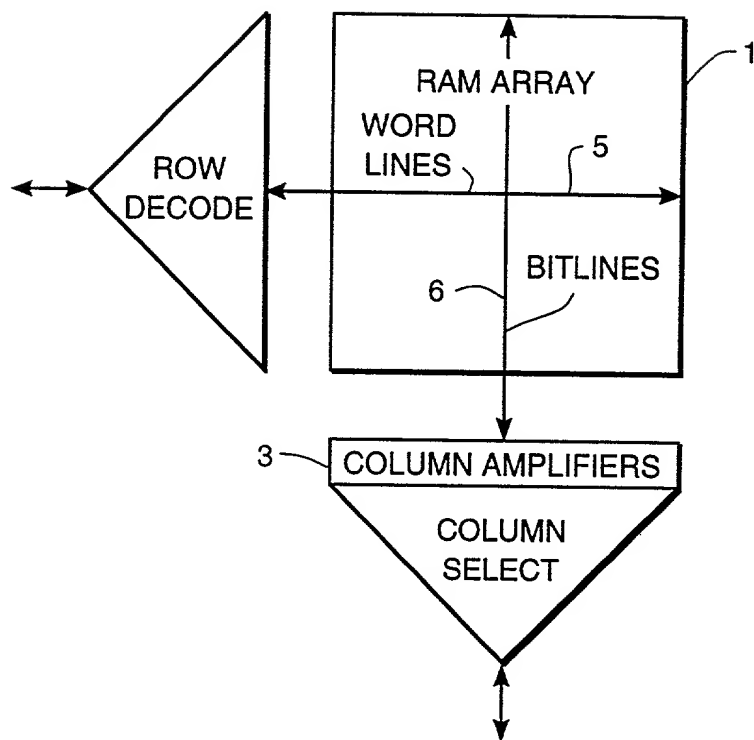 1
RAM ARRAY
WORD
LINES
5
ROW
DECODE
6
BITLINES
3
COLUMN AMPLIFIERS
COLUMN
SELECT